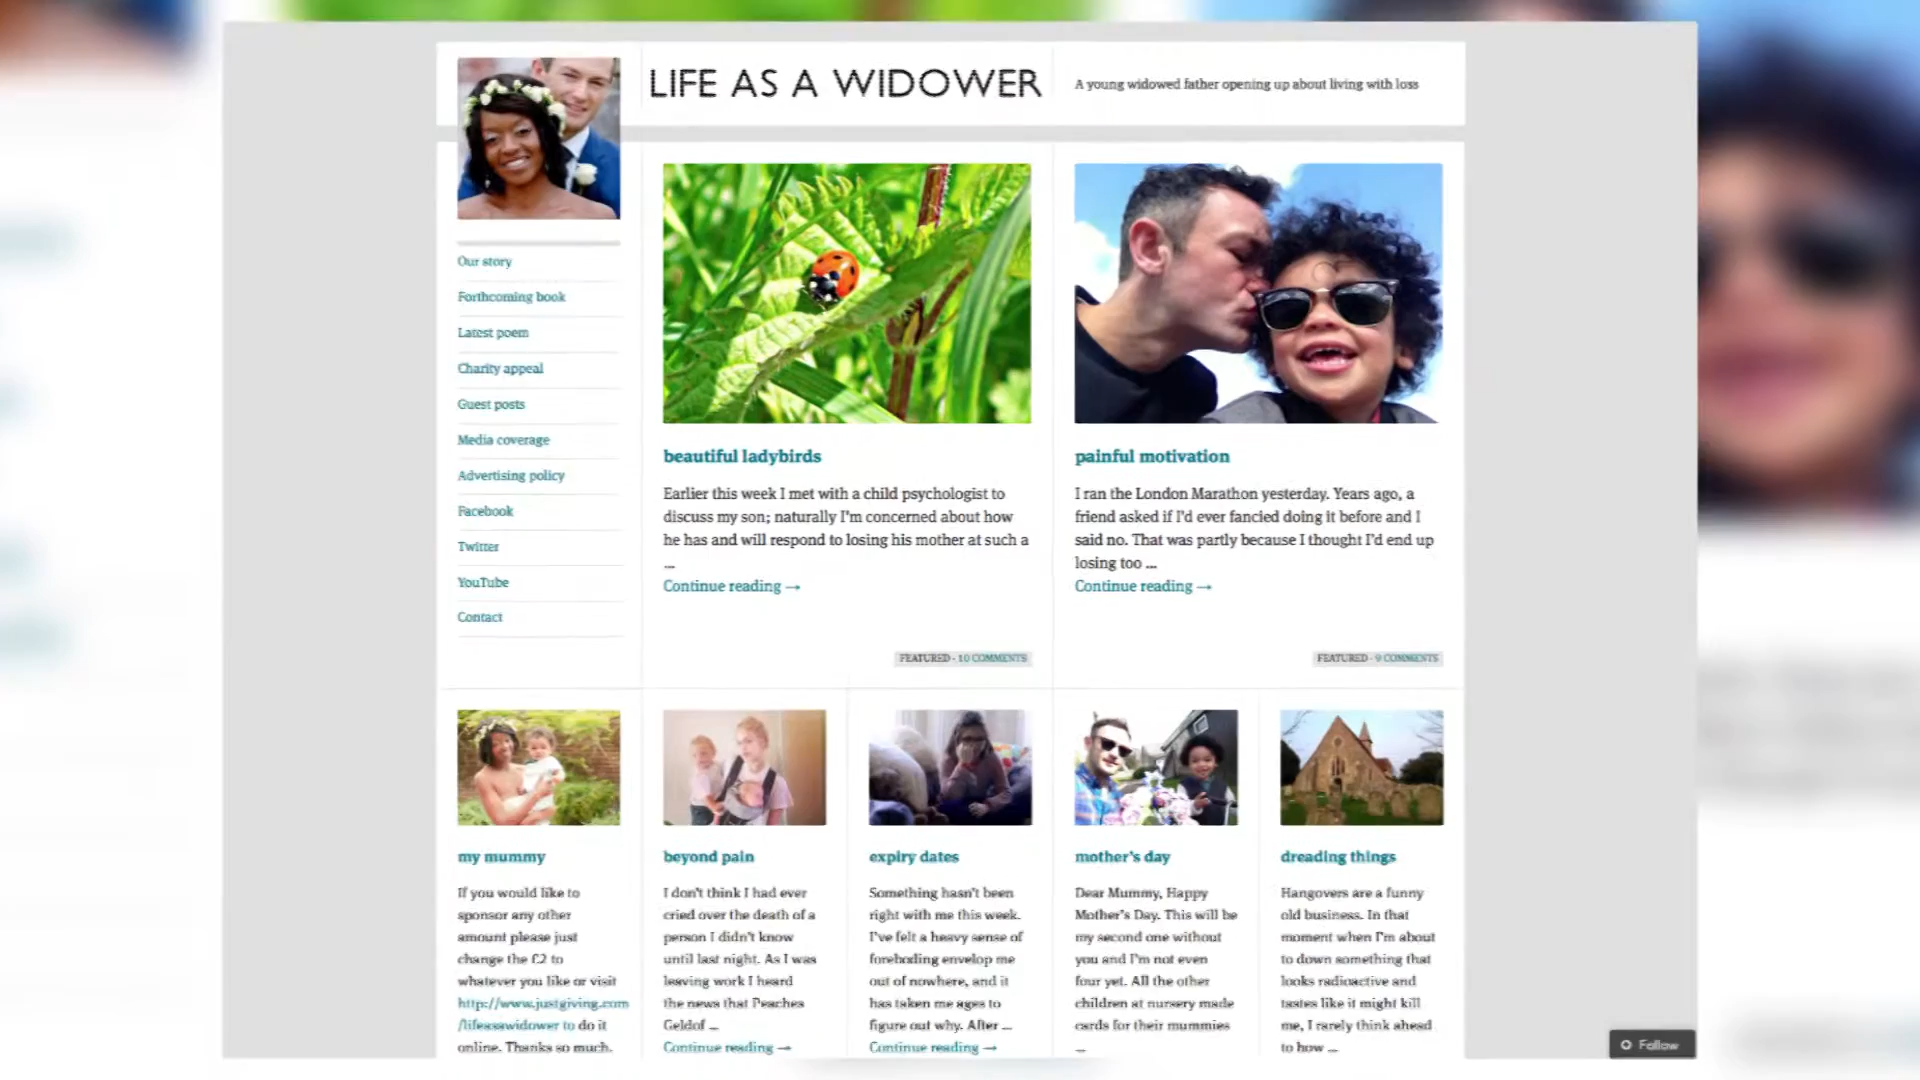 LIFE AS A WIDOWER
A young widowed father opening up about living with loss
Our story
Forthcoming book
Latest poem
Charity appeal
Guest posts
Media coverage
Advertising policy
Facebook
Twitter
YouTube
Contact
beautiful ladybirds
Earlier this week I met with a child psychologist to
discuss my son; naturally I'm concerned about how
he has and will respond to losing his mother at such a
...
Continue reading →
FEATURED - 10 COMMENTS
painful motivation
I ran the London Marathon yesterday. Years ago, a
friend asked if I'd ever fancied doing it before and I
said no. That was partly because I thought I'd end up
losing too ...
Continue reading →
FEATURED - 9 COMMENTS
my mummy
If you would like to
sponsor any other
amount please just
change the £2 to
whatever you like or visit
http://www.justgiving.com
/lifeasawidower to do it
online. Thanks so much.
beyond pain
I don't think I had ever
cried over the death of a
person I didn't know
until last night. As I was
leaving work I heard
the news that Peaches
Geldof ...
Continue reading →
expiry dates
Something hasn't been
right with me this week.
I've felt a heavy sense of
foreboding envelop me
out of nowhere, and it
has taken me ages to
figure out why. After ...
Continue reading →
mother's day
Dear Mummy, Happy
Mother's Day. This will be
my second one without
you and I'm not even
four yet. All the other
children at nursery made
cards for their mummies
...
dreading things
Hangovers are a funny
old business. In that
moment when I'm about
to down something that
looks radioactive and
tastes like it might kill
me, I rarely think ahead
to how ...
Follow